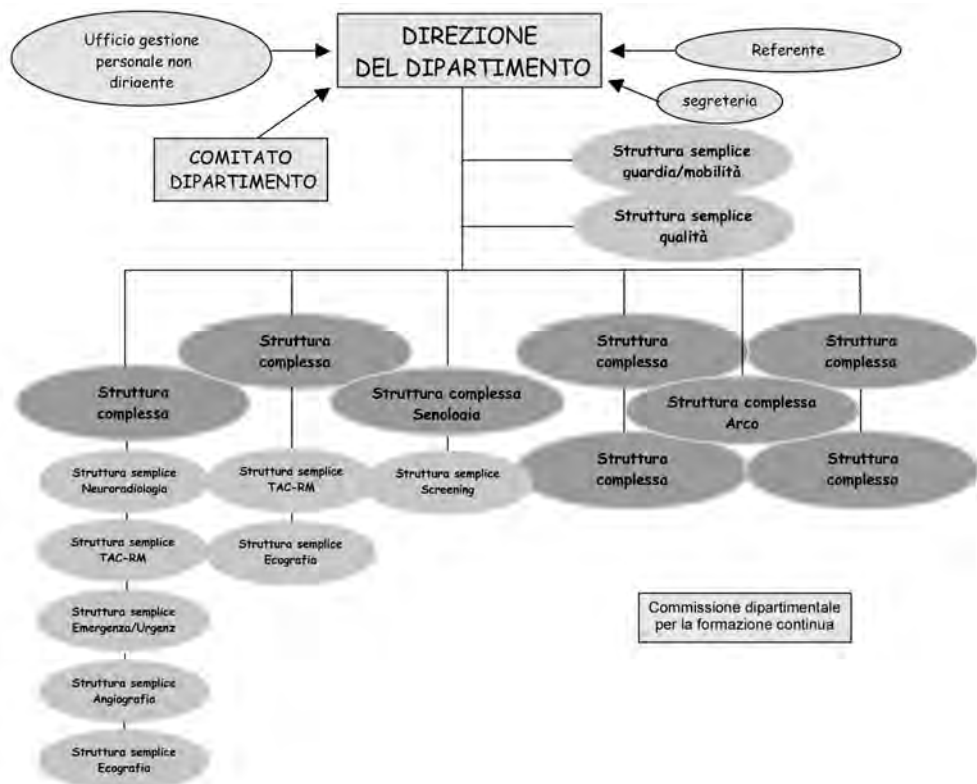 Ufficio gestione
personale non
diriaente
DIREZIONE
DEL DIPARTIMENTO
Referente
segreteria
COMITATO
DIPARTIMENTO
Struttura semplice
guardia/mobilità
Struttura semplice
qualità
Struttura
complessa
Struttura
complessa
Struttura
complessa
Struttura
complessa
Struttura complessa
Senoloaia
Struttura complessa
Arco
Struttura
complessa
Struttura
complessa
Struttura semplice
Neuroradiologia
Struttura semplice
TAC-RM
Struttura semplice
Screening
Struttura semplice
TAC-RM
Struttura semplice
Ecografia
Struttura semplice
Emergenza/Urgenz
Commissione dipartimentale
per la formazione continua
Struttura semplice
Angiografia
Struttura semplice
Ecografia